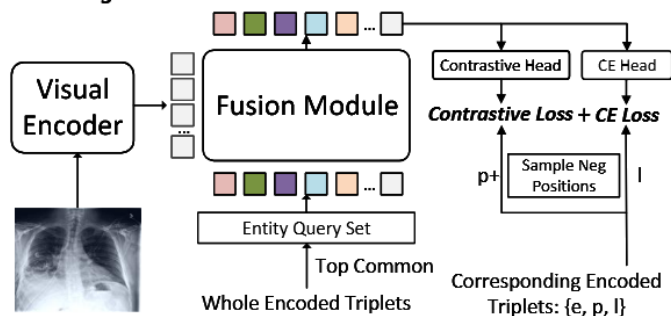 Contrastive Head
CE Head
Visual
Encoder
...
Fusion Module
Contrastive Loss + CE Loss
...
p+
Sample Neg
Positions
l
Entity Query Set
Top Common
Whole Encoded Triplets
Corresponding Encoded
Triplets: {e, p, l}